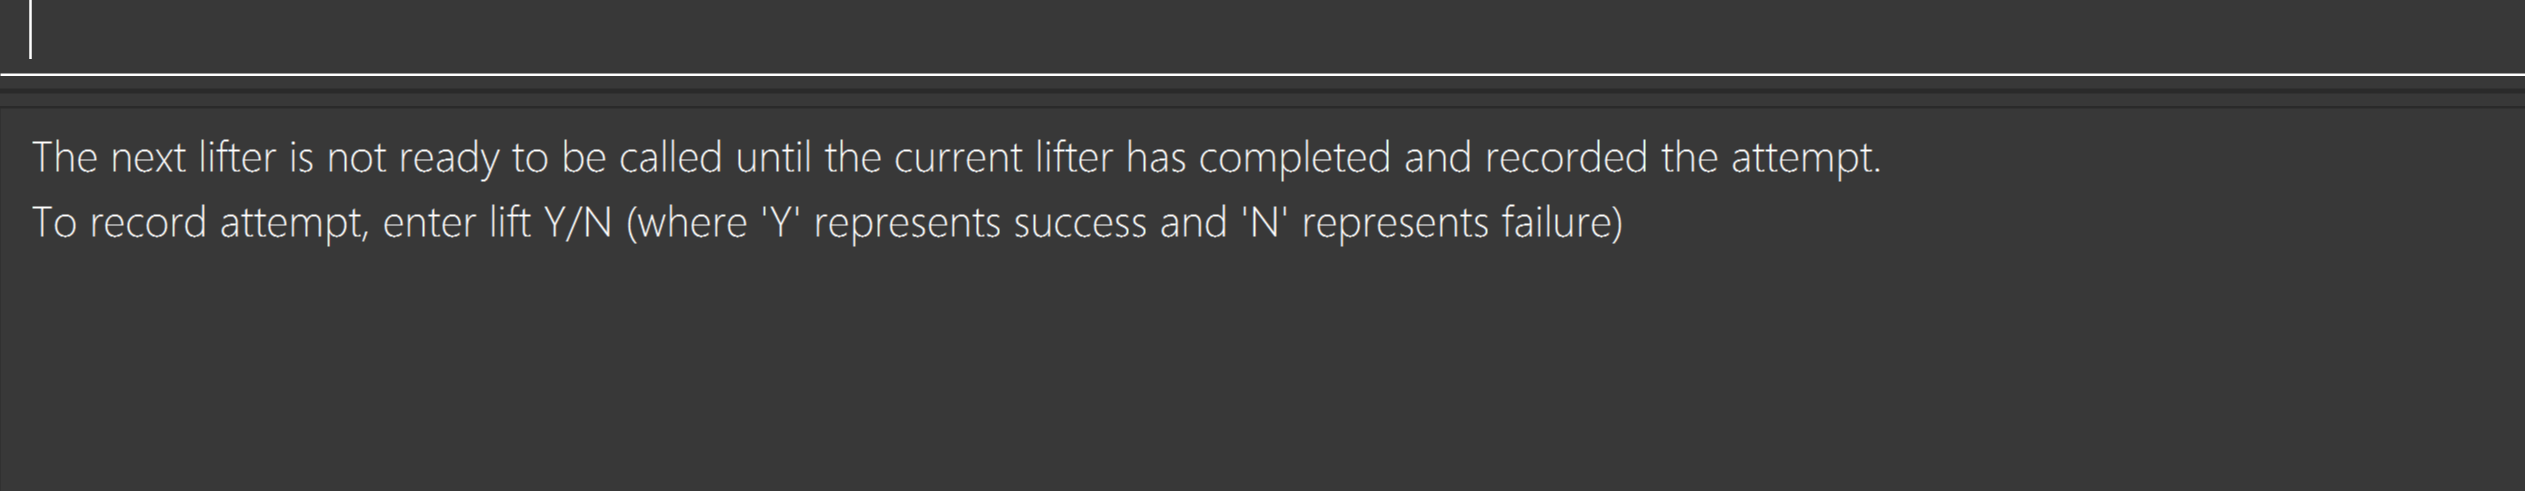 The next lifter is not ready to be called until the current lifter has completed and recorded the attempt.
To record attempt, enter lift Y/N (where 'Y' represents success and 'N' represents failure)